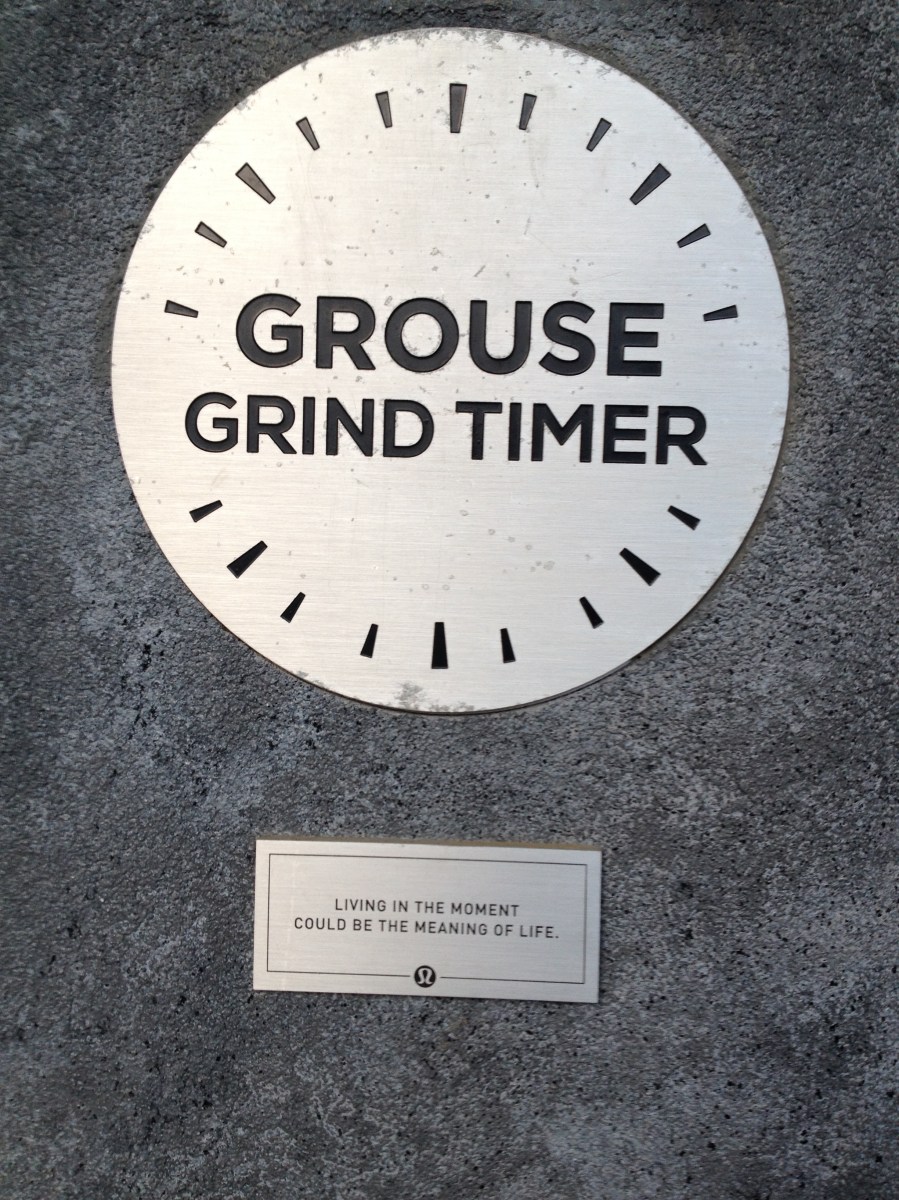 GROUSE
GRIND TIMER
LIVING IN THE MOMENT
COULD BE THE MEANING OF LIFE.